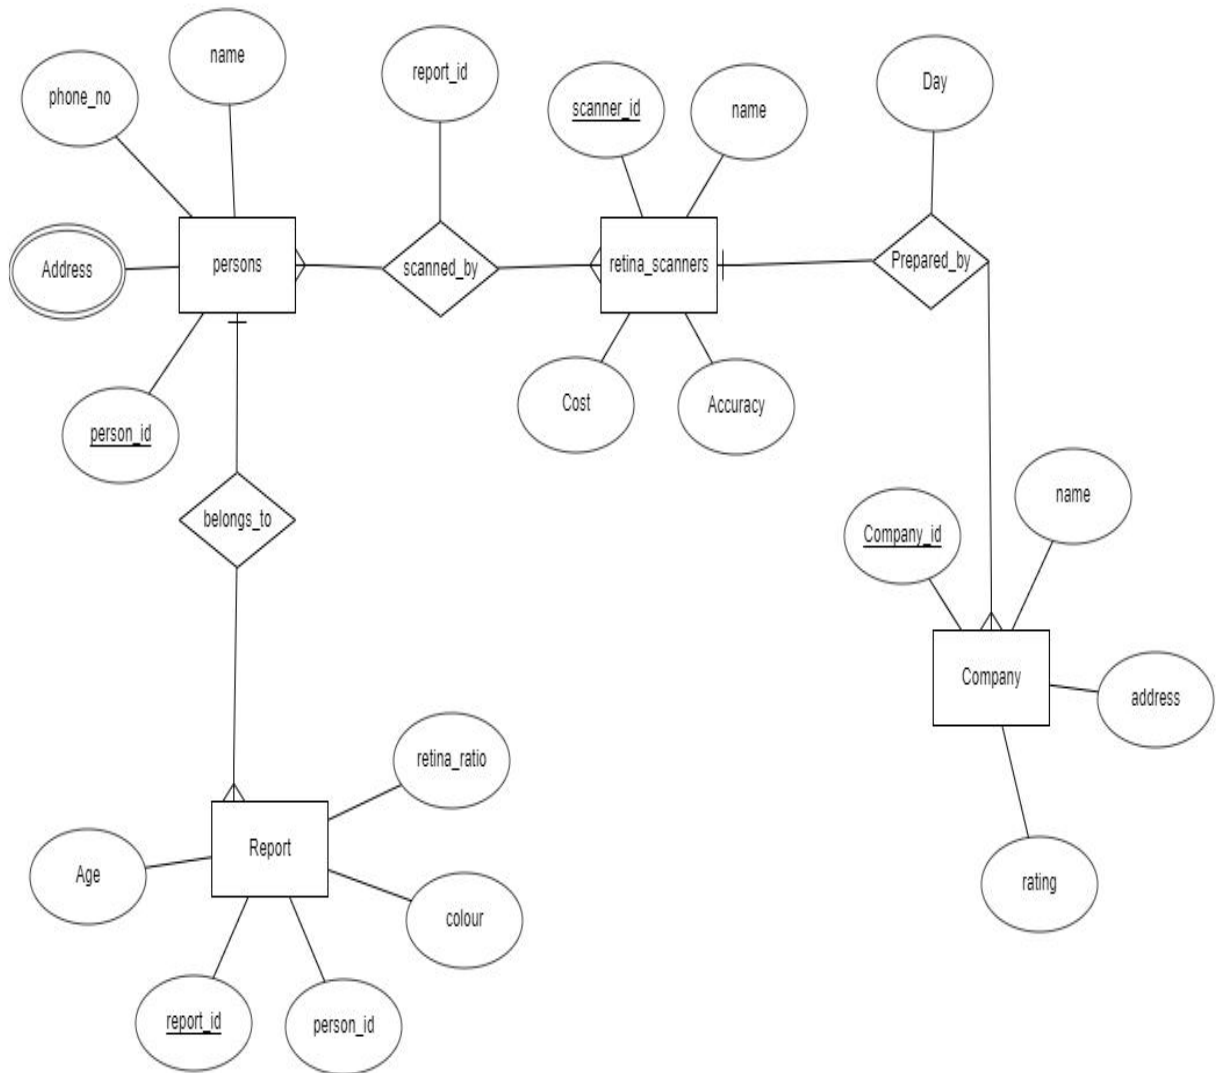 name
report_id
Day
phone_no
scanner_id
name
Address
persons
scanned_by
retina_scanners
Prepared_by
Cost
Accuracy
person_id
belongs_to
Company_id
name
Company
address
retina_ratio
Report
Age
colour
rating
report_id
person_id